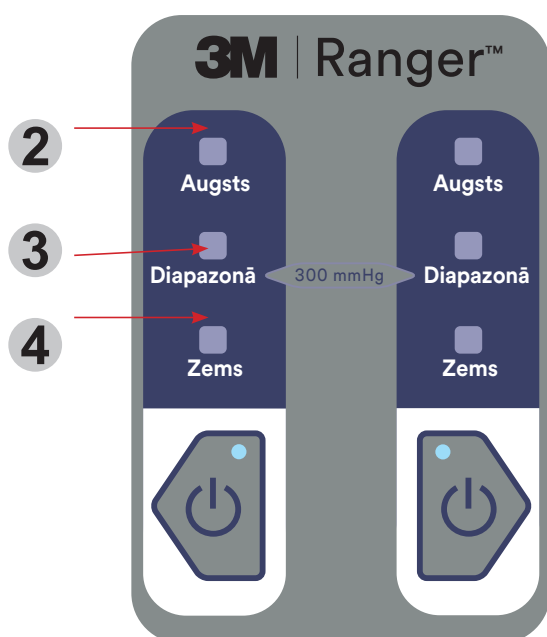 3M | Ranger™
2
Augsts
Augsts
3
Diapazonā
300 mmHg
Diapazonā
4
Zems
Zems